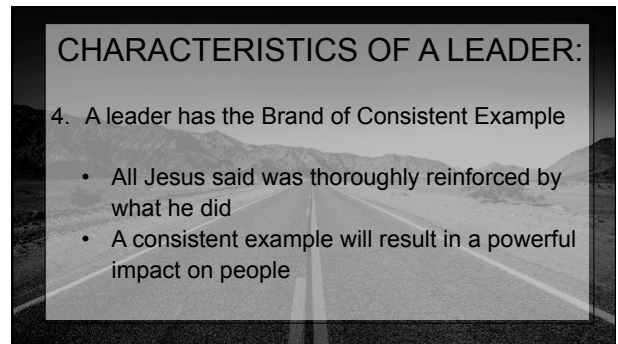 CHARACTERISTICS OF A LEADER:
4. A leader has the Brand of Consistent Example
• All Jesus said was thoroughly reinforced by
what he did
• A consistent example will result in a powerful
impact on people